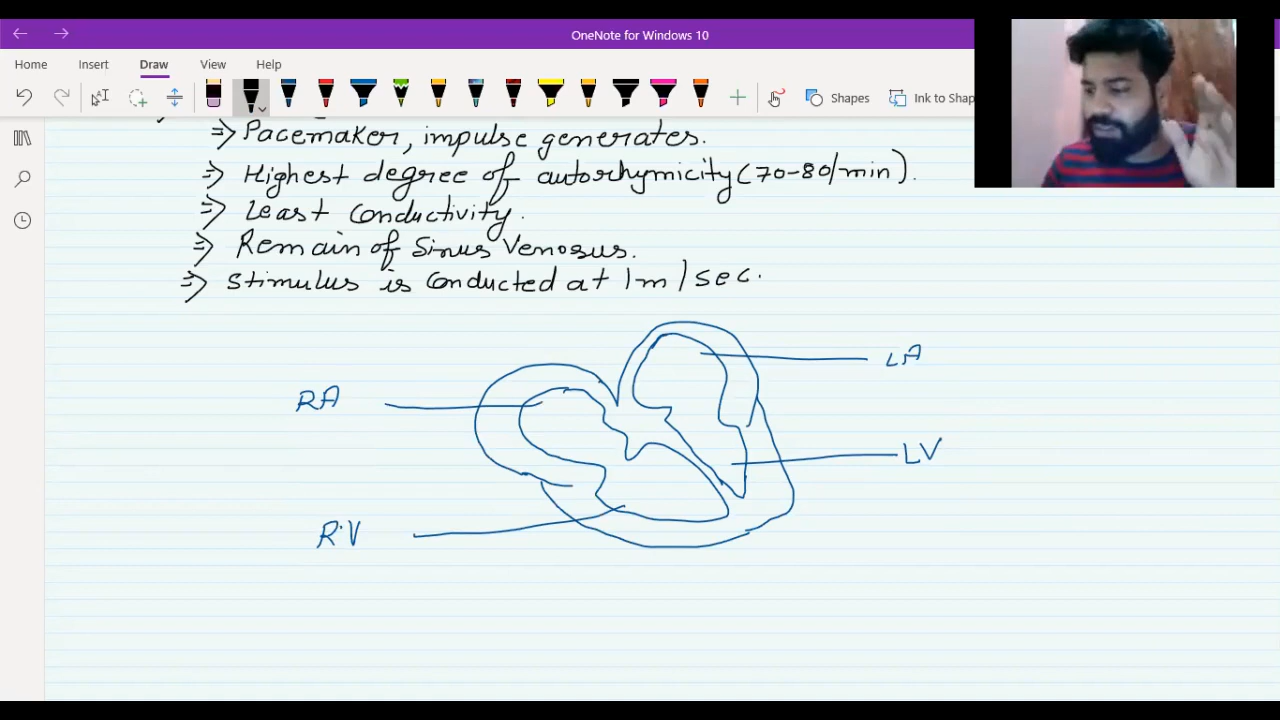 OneNote for Windows 10
Home Insert Draw View Help
Shapes Ink to Shap
=> Pacemaker, impulse generates.
=> Highest degree of autorhymicity (70-80/min).
=> Least Conductivity.
=> Remain of Sinus Venosus.
=> Stimulus is conducted at 1m/sec.
LA
RA
LV
R.V